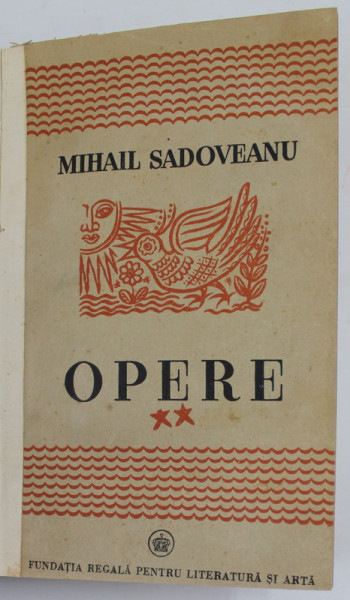 MIHAIL SADOVEANU
OPERE
FUNDAȚIA REGALĂ PENTRU LITERATURĂ ȘI ARTĂ